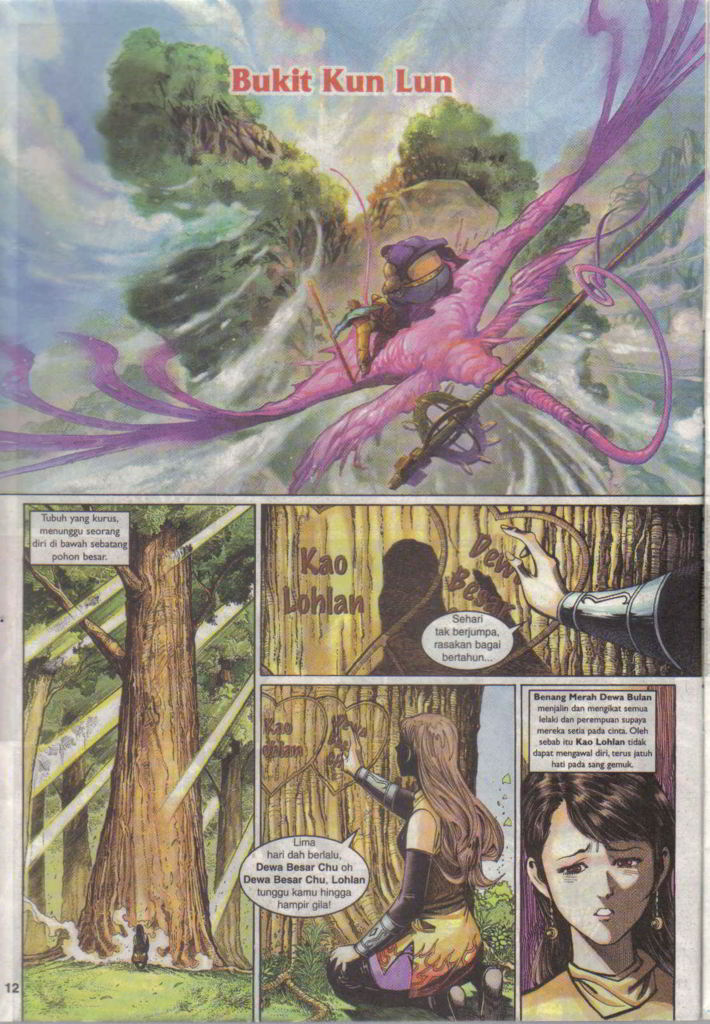 Bukit Kun Lun
Tubuh yang kurus,
menunggu seorang
diri di bawah sebatang
pohon besar.
Kao
Lohlan
Dewa
Besar
Sehari
tak berjumpa,
rasakan bagai
bertahun...
Kao
Lohlan
Lima
hari dah berlalu,
Dewa Besar Chu oh
Dewa Besar Chu, Lohlan
tunggu kamu hingga
hampir gila!
Benang Merah Dewa Bulan
menjalin dan mengikat semua
lelaki dan perempuan supaya
mereka setia pada cinta. Oleh
sebab itu Kao Lohlan tidak
dapat mengawal diri, terus jatuh
hati pada sang gemuk.
12